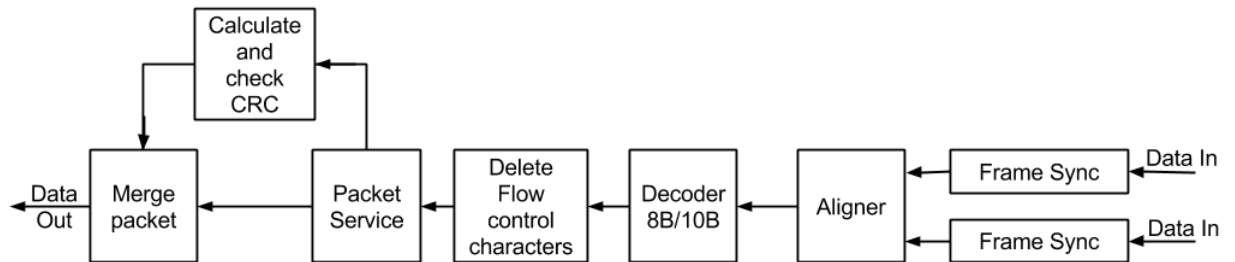 Calculate
and
check
CRC
Data
Out
Merge
packet
Packet
Service
Delete
Flow
control
characters
Decoder
8B/10B
Aligner
Frame Sync
Data In
Frame Sync
Data In